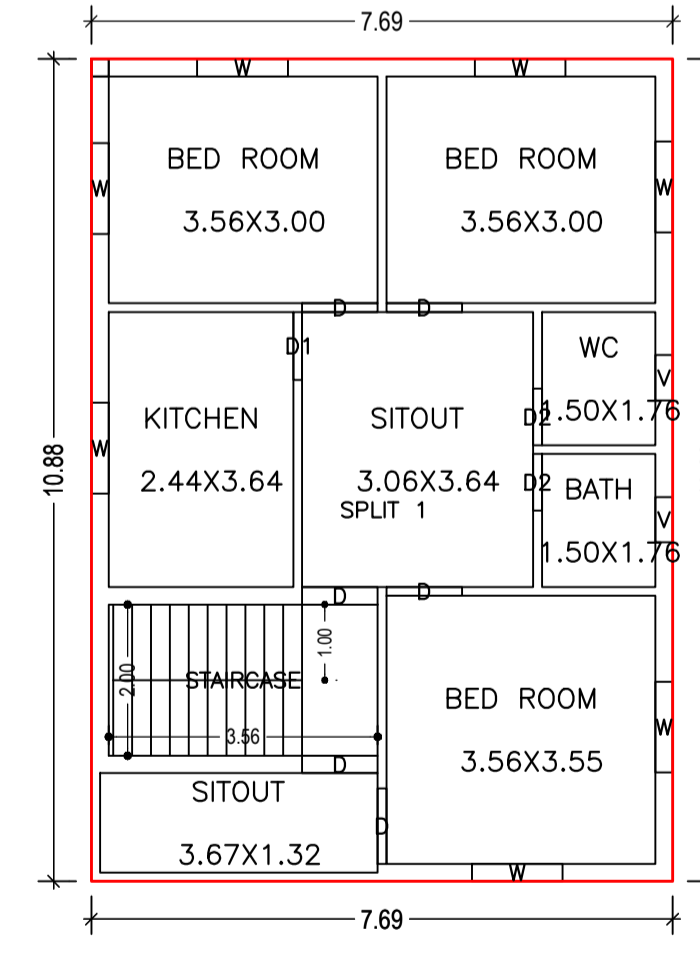 7.69
W
W
BED ROOM
3.56X3.00
BED ROOM
3.56X3.00
W
W
D
D
D1
KITCHEN
2.44X3.64
W
SITOUT
3.06X3.64
SPLIT 1
WC
1.50X1.76
V
D2
D2
BATH
1.50X1.76
V
10.88
D
D
STAIRCASE
2.00
1.00
3.56
D
BED ROOM
3.56X3.55
W
SITOUT
3.67X1.32
D
W
7.69